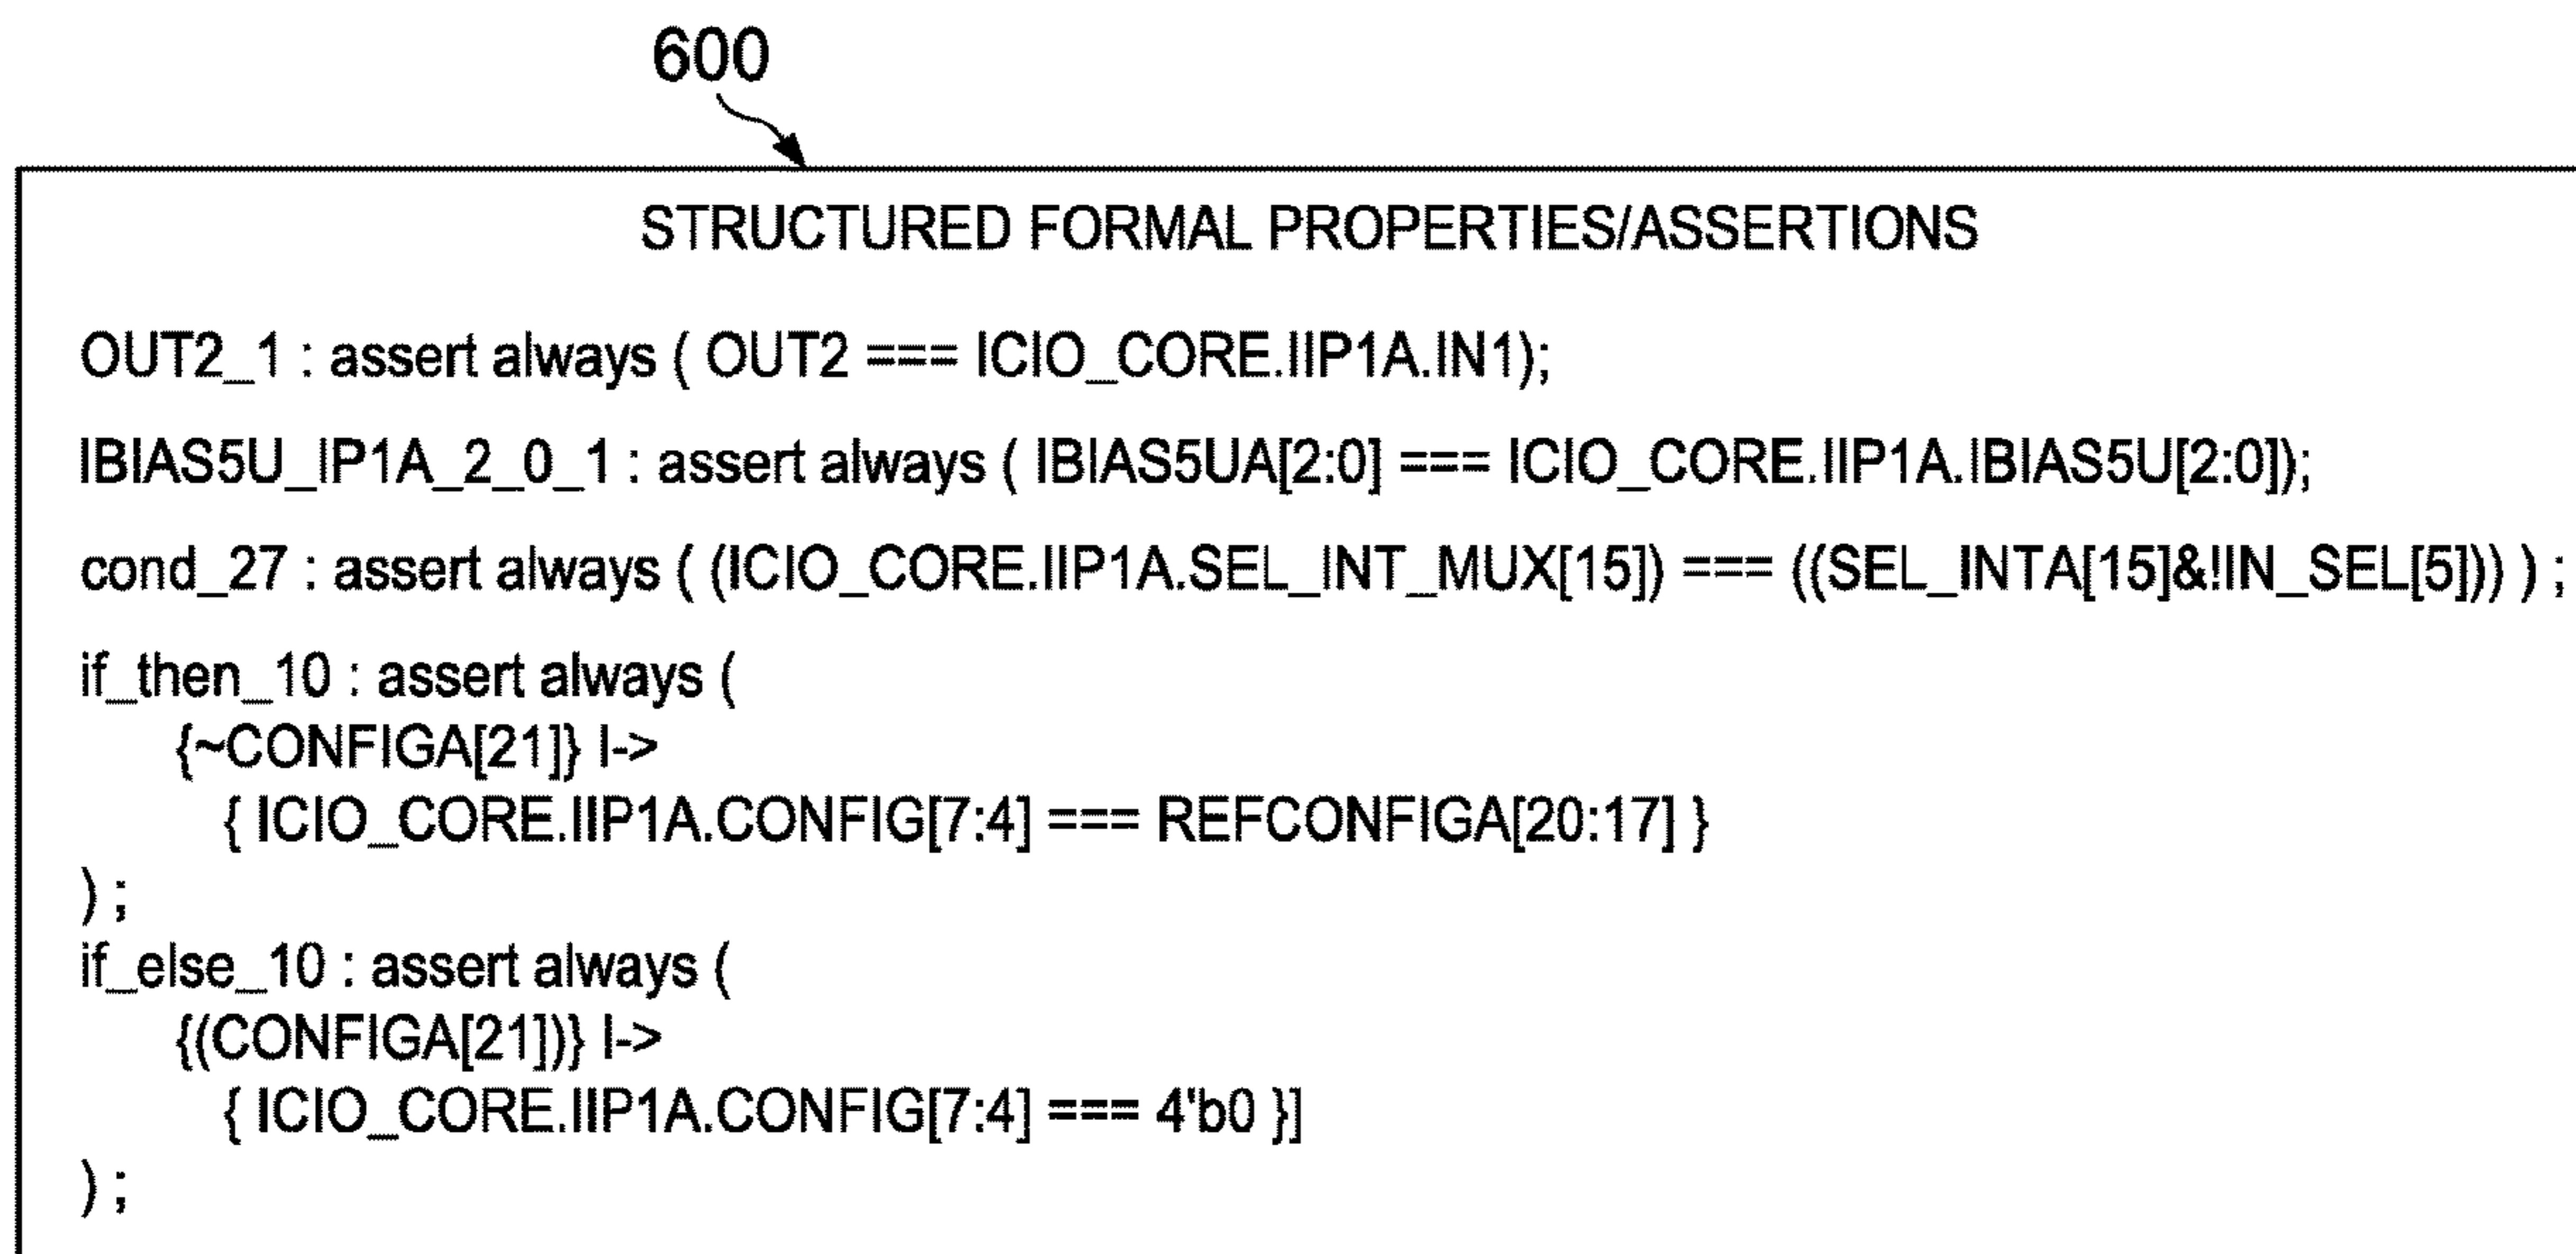 600
STRUCTURED FORMAL PROPERTIES/ASSERTIONS
OUT2_1 : assert always ( OUT2 === ICIO_CORE.IIP1A.IN1);
IBIAS5U_IP1A_2_0_1 : assert always ( IBIAS5UA[2:0] === ICIO_CORE.IIP1A.IBIAS5U[2:0]);
cond_27 : assert always ( (ICIO_CORE.IIP1A.SEL_INT_MUX[15]) === ((SEL_INTA[15]&!IN_SEL[5])) ) ;
if_then_10 : assert always (
{~CONFIGA[21]} |->
{ ICIO_CORE.IIP1A.CONFIG[7:4] === REFCONFIGA[20:17] }
) ;
if_else_10 : assert always (
{(CONFIGA[21])} |->
{ ICIO_CORE.IIP1A.CONFIG[7:4] === 4'b0 }]
) ;